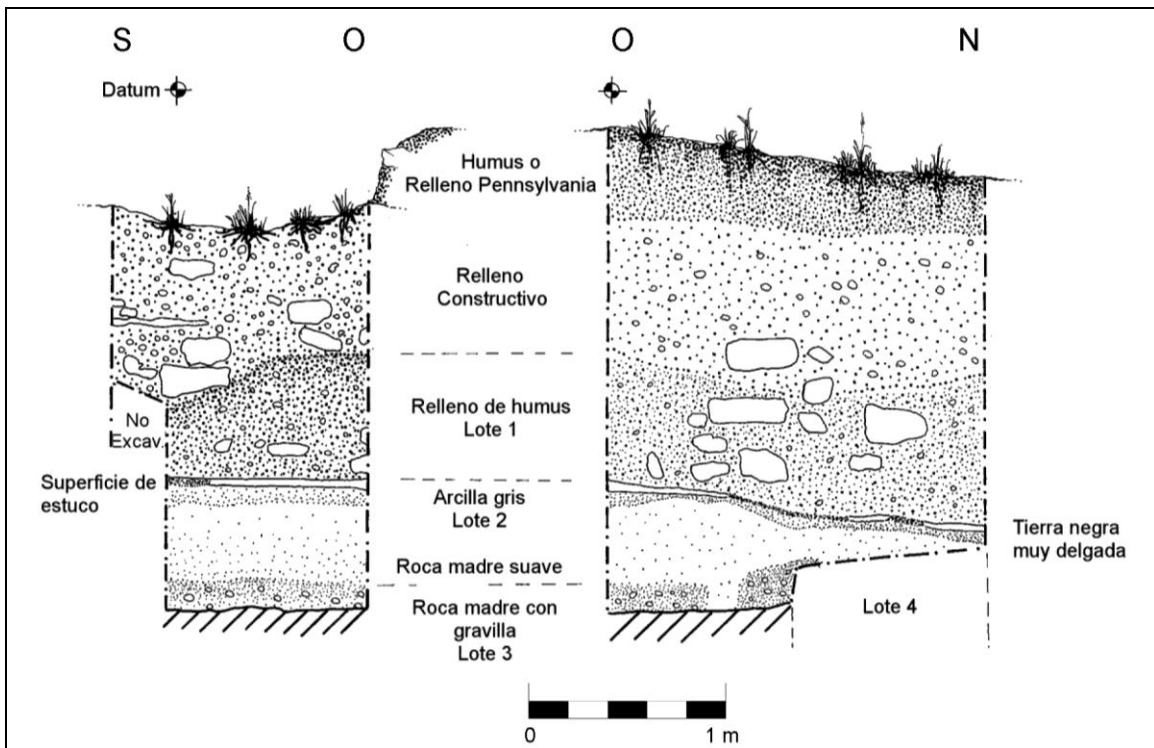 S
O
O
N
Datum
Humus o
Relleno Pennsylvania
Relleno
Constructivo
Relleno de humus
Lote 1
No
Excav.
Superficie de
estuco
Arcilla gris
Lote 2
Tierra negra
muy delgada
Roca madre suave
Roca madre con
gravilla
Lote 3
Lote 4
0
1 m